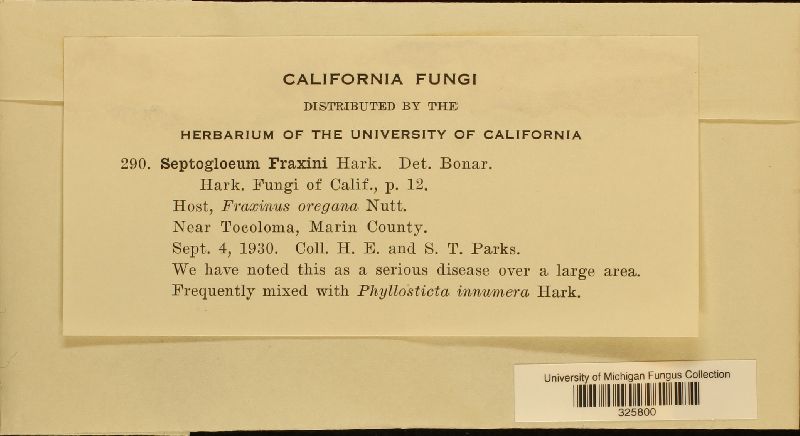 CALIFORNIA FUNGI
DISTRIBUTED BY THE
HERBARIUM OF THE UNIVERSITY OF CALIFORNIA
290. Septogloeum Fraxini Hark. Det. Bonar.
Hark. Fungi of Calif., p. 12.
Host, Fraxinus oregana Nutt.
Near Tocoloma, Marin County.
Sept. 4, 1930. Coll. H. E. and S. T. Parks.
We have noted this as a serious disease over a large area.
Frequently mixed with Phyllosticta innumera Hark.
University of Michigan Fungus Collection
325800